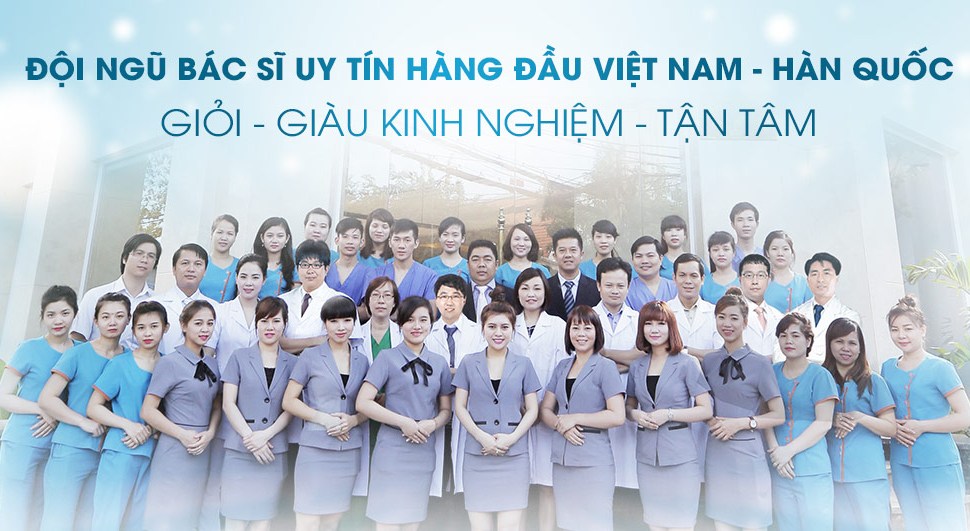 ĐỘI NGŨ BÁC SĨ UY TÍN HÀNG ĐẦU VIỆT NAM - HÀN QUỐC
GIỎI - GIÀU KINH NGHIỆM - TẬN TÂM